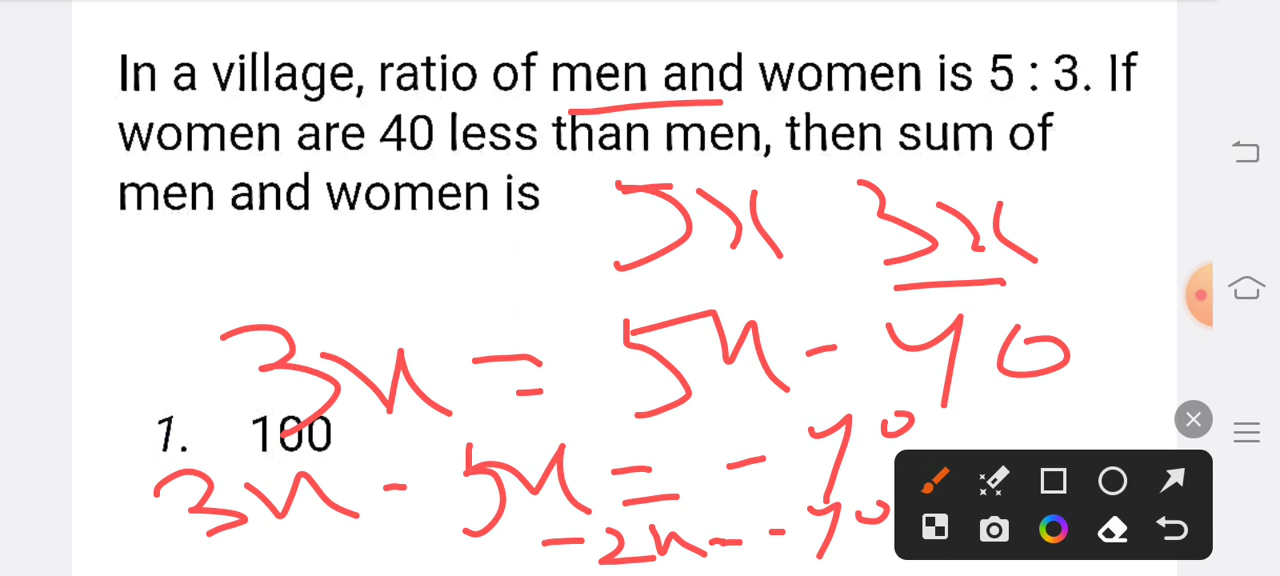 In a village, ratio of men and women is 5 : 3. If
women are 40 less than men, then sum of
men and women is
5x 3x
3x = 5x - 40
1. 100
3x - 5x = - 40
- 2x = - 40